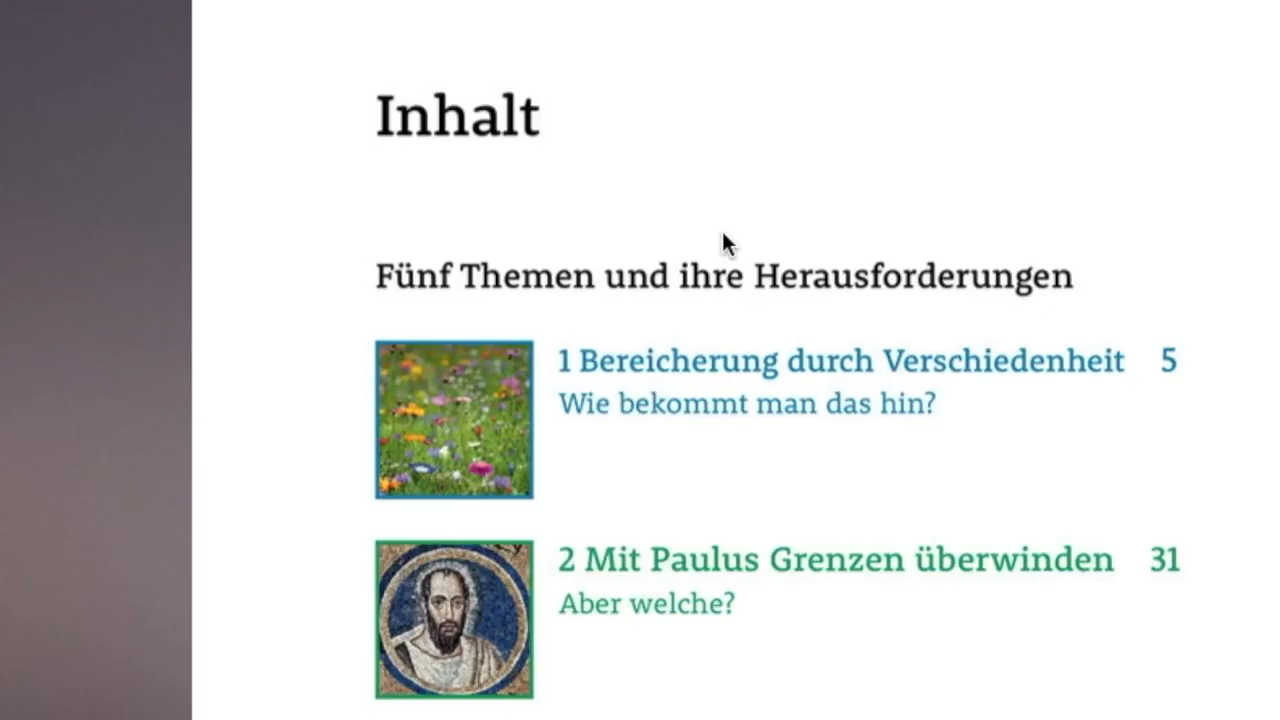 Inhalt
Fünf Themen und ihre Herausforderungen
1 Bereicherung durch Verschiedenheit 5
Wie bekommt man das hin?
2 Mit Paulus Grenzen überwinden 31
Aber welche?